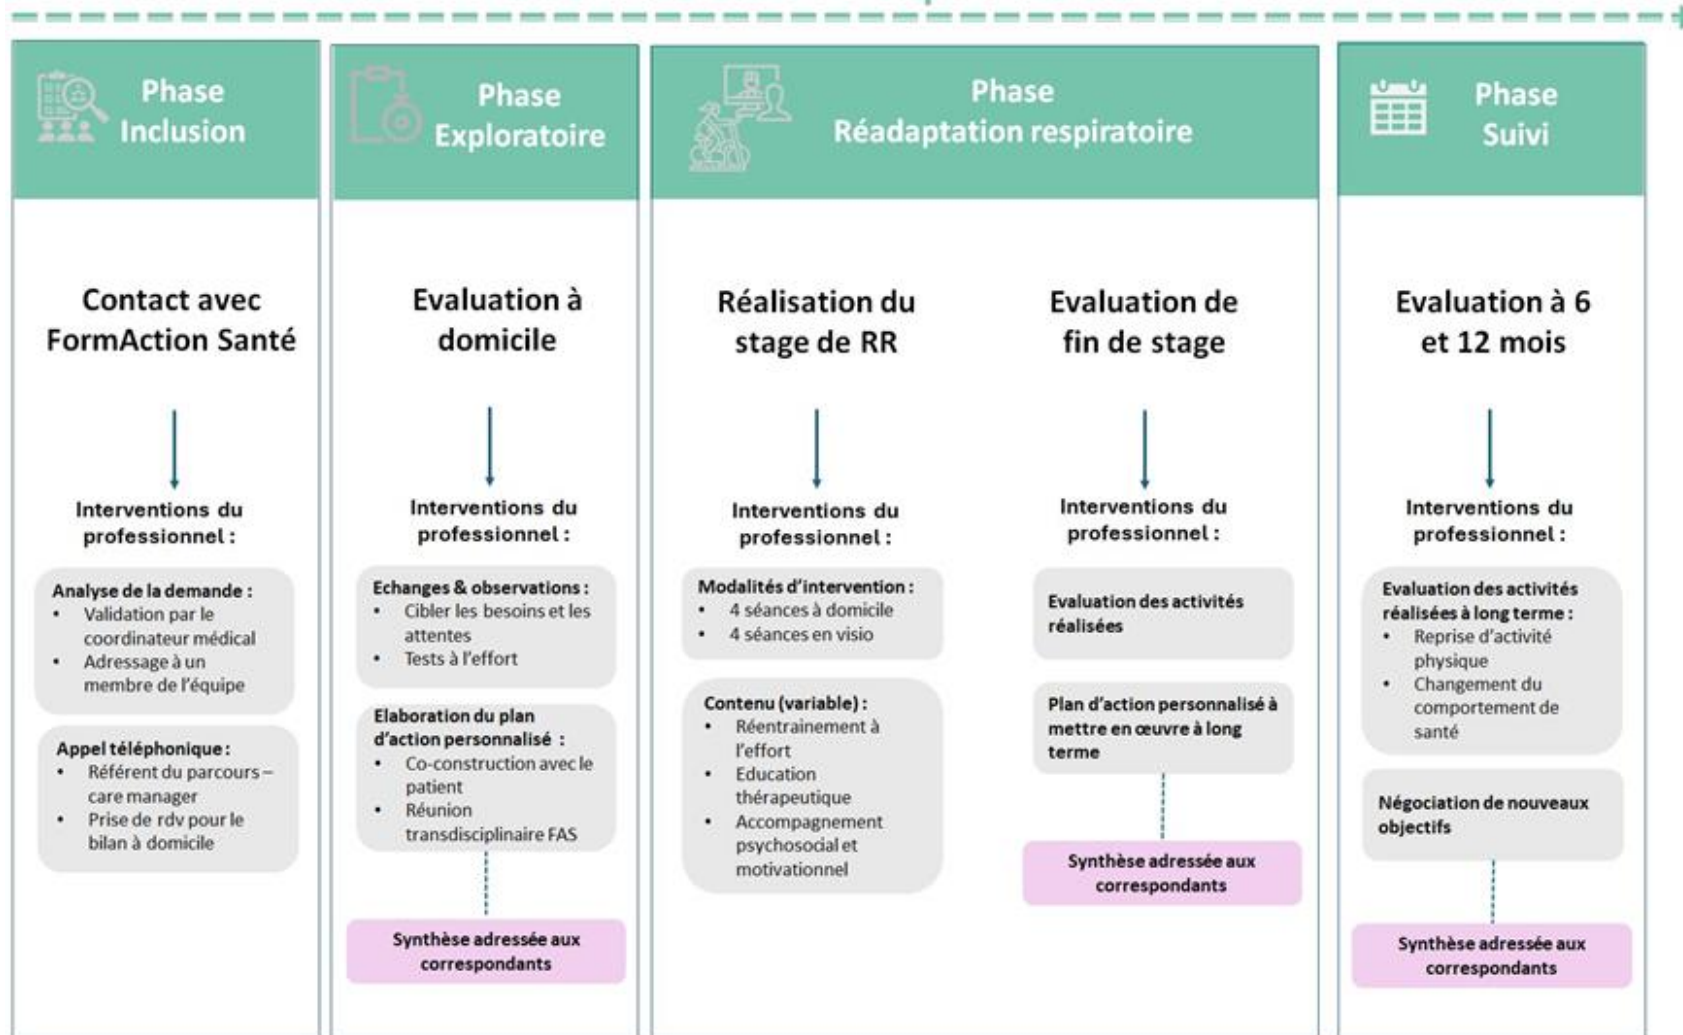 Phase
Inclusion
Contact avec
FormAction Santé
Interventions du
professionnel :
Analyse de la demande :
• Validation par le
coordinateur médical
• Adressage à un
membre de l'équipe
Appel téléphonique :
• Référent du parcours –
care manager
• Prise de rdv pour le
bilan à domicile
Phase
Exploratoire
Evaluation à
domicile
Interventions du
professionnel :
Echanges & observations :
• Cibler les besoins et les
attentes
• Tests à l'effort
Elaboration du plan
d'action personnalisé :
• Co-construction avec le
patient
• Réunion
transdisciplinaire FAS
Synthèse adressée aux
correspondants
Phase
Réadaptation respiratoire
Réalisation du
stage de RR
Interventions du
professionnel :
Modalités d'intervention :
• 4 séances à domicile
• 4 séances en visio
Contenu (variable) :
• Réentrainement à
l'effort
• Education
thérapeutique
• Accompagnement
psychosocial et
motivationnel
Evaluation de
fin de stage
Interventions du
professionnel :
Evaluation des activités
réalisées
Plan d'action personnalisé à
mettre en œuvre à long
terme
Synthèse adressée aux
correspondants
Phase
Suivi
Evaluation à 6
et 12 mois
Interventions du
professionnel :
Evaluation des activités
réalisées à long terme :
• Reprise d'activité
physique
• Changement du
comportement de
santé
Négociation de nouveaux
objectifs
Synthèse adressée aux
correspondants